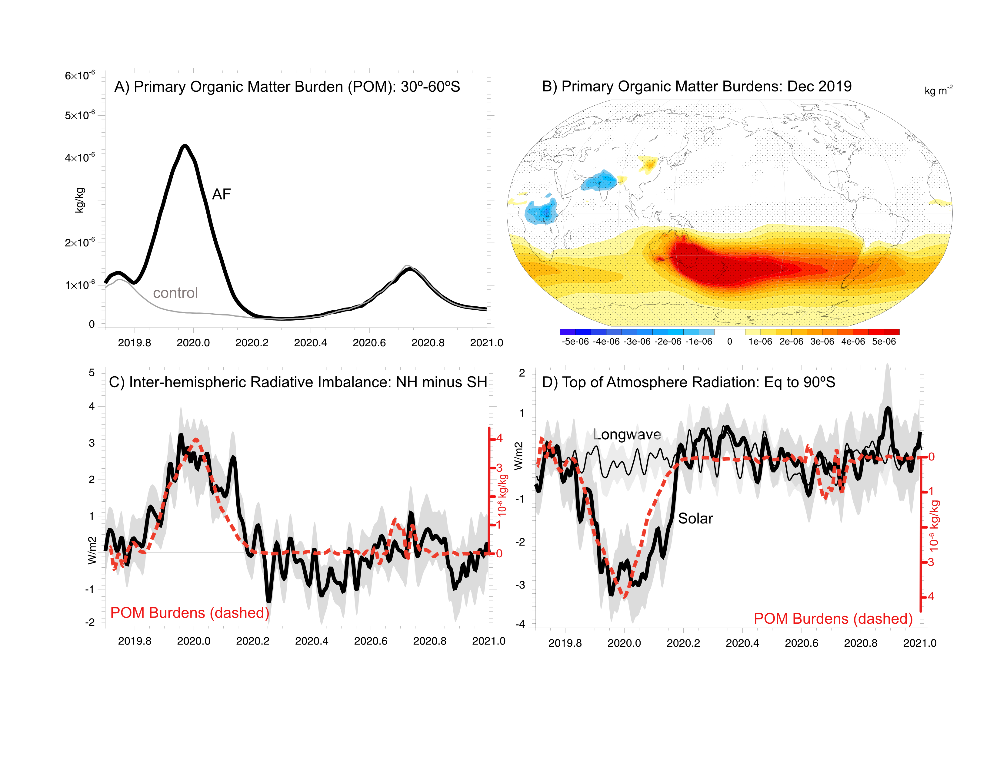 A) Primary Organic Matter Burden (POM): 30º-60ºS
6×10-6
5×10-6
4×10-6
2×10-6
1×10-6
0
kg/kg
AF
control
2019.8 2020.0 2020.2 2020.4 2020.6 2020.8 2021.0
B) Primary Organic Matter Burdens: Dec 2019
kg m-2
-5e-06 -4e-06 -3e-06 -2e-06 -1e-06 0 1e-06 2e-06 3e-06 4e-06 5e-06
C) Inter-hemispheric Radiative Imbalance: NH minus SH
5
4
3
2
1
-1
-2
W/m2
4
3
1
0
10-6 kg/kg
POM Burdens (dashed)
2019.8 2020.0 2020.2 2020.4 2020.6 2020.8 2021.0
D) Top of Atmosphere Radiation: Eq to 90ºS
2
1
-1
-2
-3
-4
W/m2
Longwave
Solar
0
1
3
4
10-6 kg/kg
POM Burdens (dashed)
2019.8 2020.0 2020.2 2020.4 2020.6 2020.8 2021.0